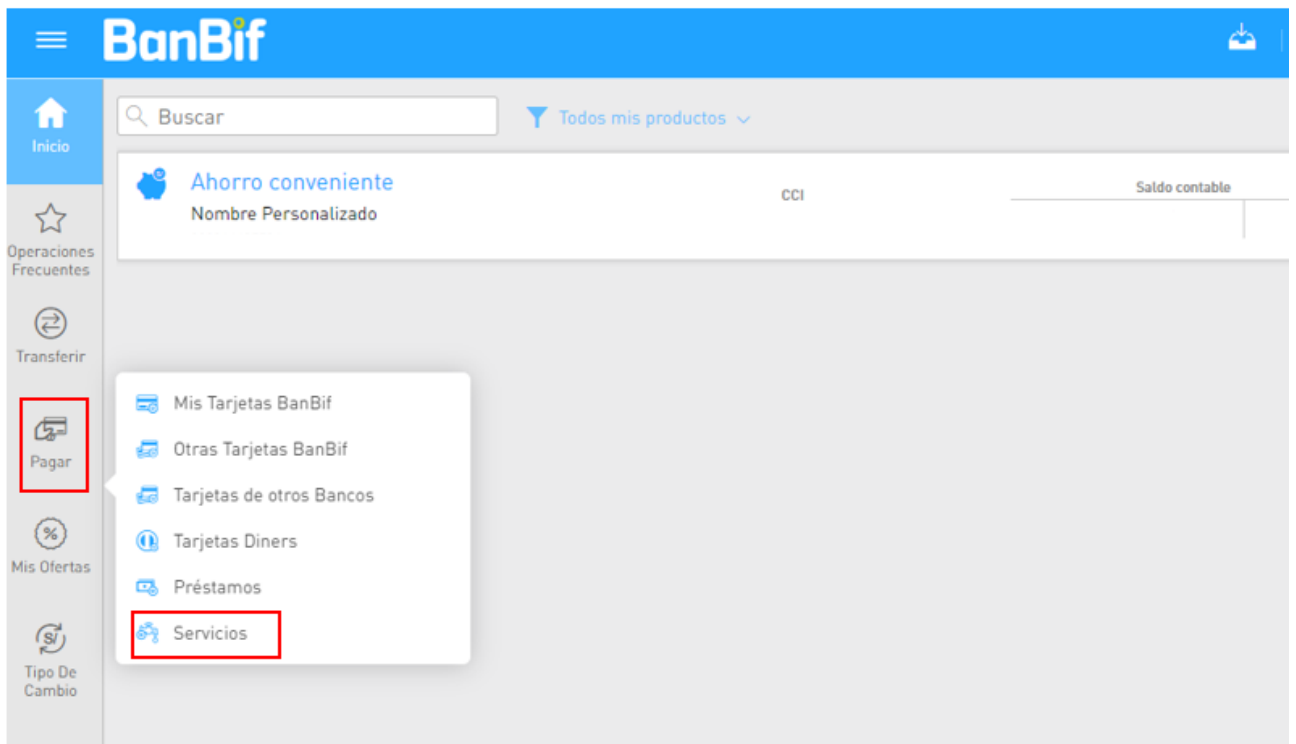 BanBif
Inicio
Buscar
Todos mis productos
Ahorro conveniente
Nombre Personalizado
CCI
Saldo contable
Operaciones
Frecuentes
Transferir
Pagar
Mis Tarjetas BanBif
Otras Tarjetas BanBif
Tarjetas de otros Bancos
Tarjetas Diners
Préstamos
Servicios
Mis Ofertas
%
S/
Tipo De
Cambio